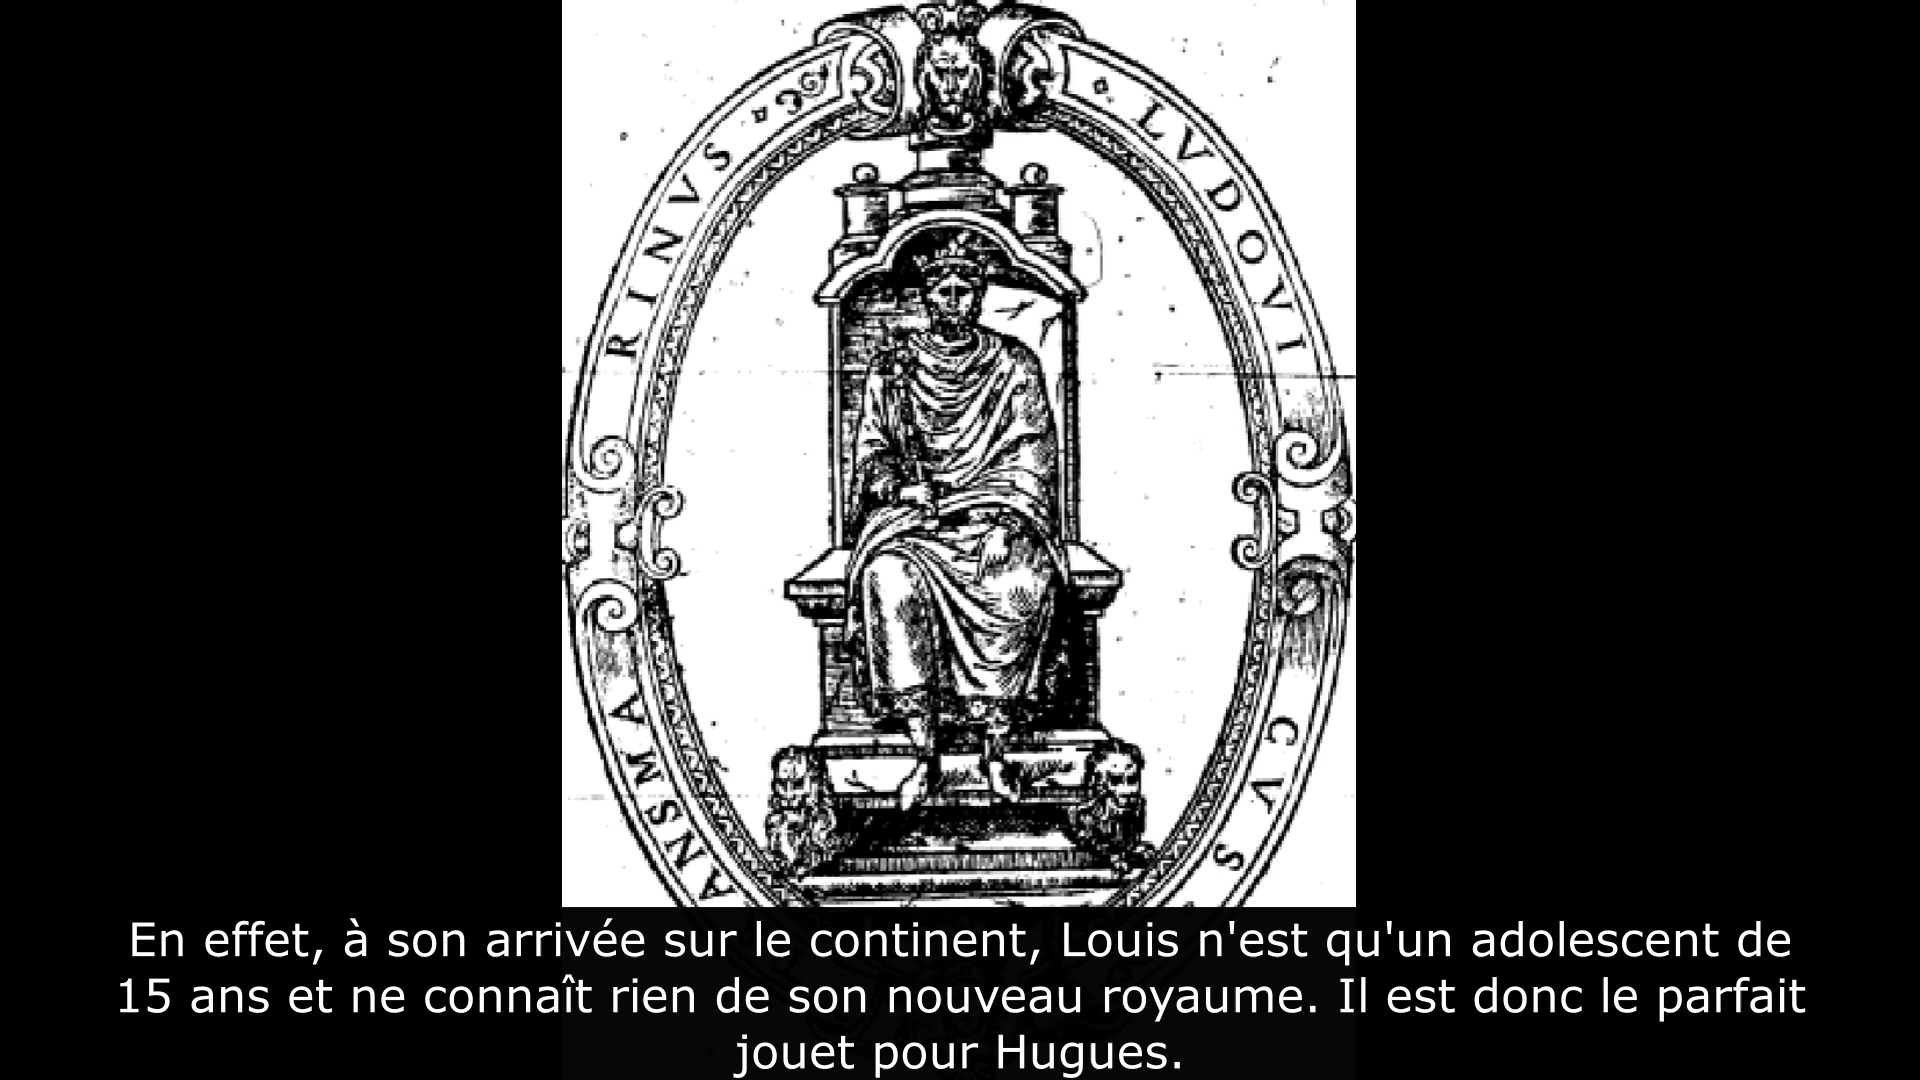 LVDOVI
CVS
ANSMA
RINVS
En effet, à son arrivée sur le continent, Louis n'est qu'un adolescent de
15 ans et ne connaît rien de son nouveau royaume. Il est donc le parfait
jouet pour Hugues.